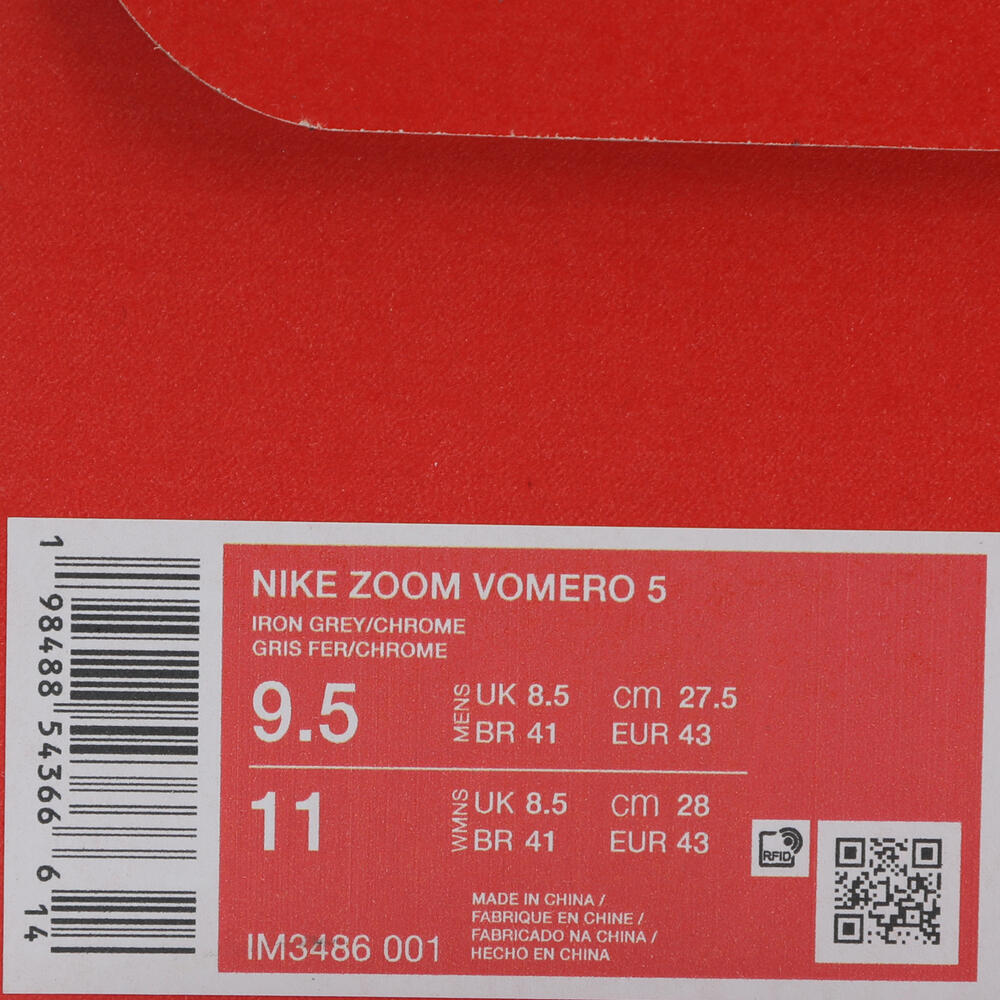 NIKE ZOOM VOMERO 5
IRON GREY/CHROME
GRIS FER/CHROME
9.5
MENS
UK 8.5 cm 27.5
BR 41 EUR 43
11
WMNS
UK 8.5 cm 28
BR 41 EUR 43
RFID
MADE IN CHINA /
FABRIQUE EN CHINE /
FABRICADO NA CHINA /
HECHO EN CHINA
IM3486 001
1 98488 54366 6 14